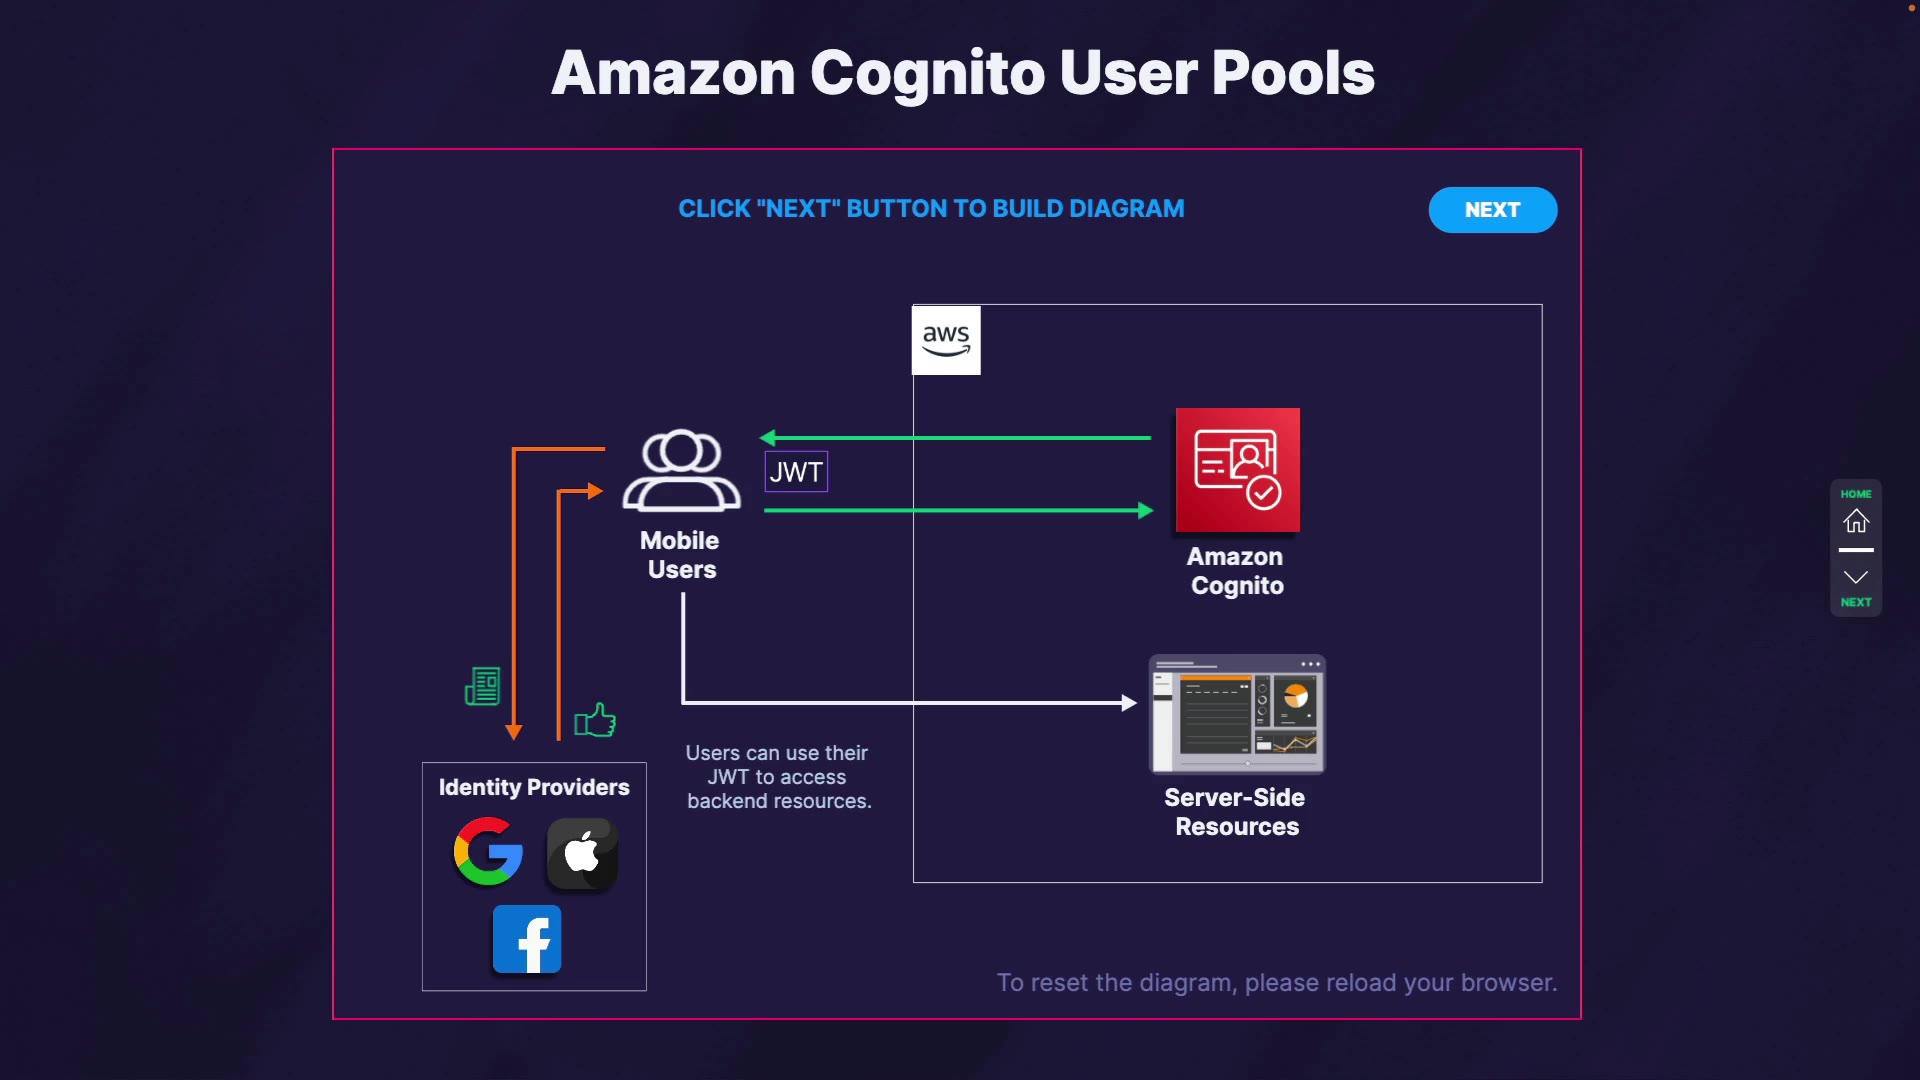 Amazon Cognito User Pools
CLICK "NEXT" BUTTON TO BUILD DIAGRAM
NEXT
aws
JWT
Mobile
Users
Amazon
Cognito
HOME
NEXT
Users can use their
JWT to access
backend resources.
Identity Providers
Server-Side
Resources
To reset the diagram, please reload your browser.